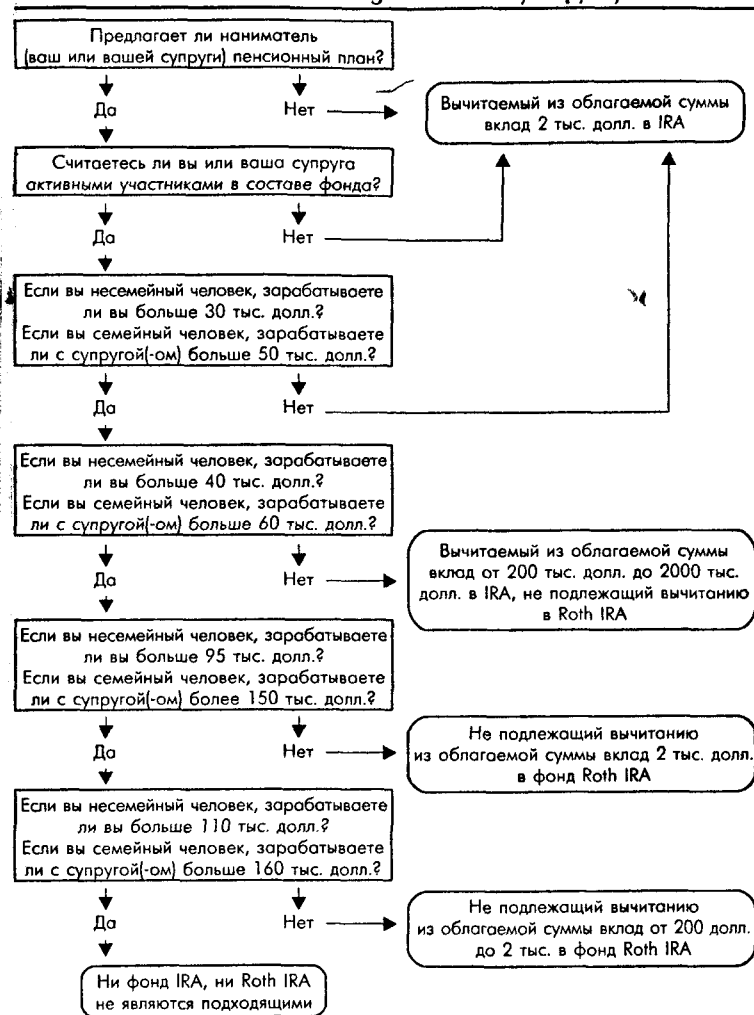 Предлагает ли наниматель
(ваш или вашей супруги) пенсионный план?
Да
Нет
Вычитаемый из облагаемой суммы
вклад 2 тыс. долл. в IRA
Считаетесь ли вы или ваша супруга
активными участниками в составе фонда?
Да
Нет
Если вы несемейный человек, зарабатываете
ли вы больше 30 тыс. долл.?
Если вы семейный человек, зарабатываете
ли с супругой(-ом) больше 50 тыс. долл.?
Да
Нет
Если вы несемейный человек, зарабатываете
ли вы больше 40 тыс. долл.?
Если вы семейный человек, зарабатываете
ли с супругой(-ом) больше 60 тыс. долл.?
Да
Нет
Вычитаемый из облагаемой суммы
вклад от 200 тыс. долл. до 2000 тыс.
долл. в IRA, не подлежащий вычитанию
в Roth IRA
Если вы несемейный человек, зарабатываете
ли вы больше 95 тыс. долл.?
Если вы семейный человек, зарабатываете
ли с супругой(-ом) более 150 тыс. долл.?
Да
Нет
Не подлежащий вычитанию
из облагаемой суммы вклад 2 тыс. долл.
в фонд Roth IRA
Если вы несемейный человек, зарабатываете
ли вы больше 110 тыс. долл.?
Если вы семейный человек, зарабатываете
ли с супругой(-ом) больше 160 тыс. долл.?
Да
Нет
Не подлежащий вычитанию
из облагаемой суммы вклад от 200 долл.
до 2 тыс. в фонд Roth IRA
Ни фонд IRA, ни Roth IRA
не являются подходящими